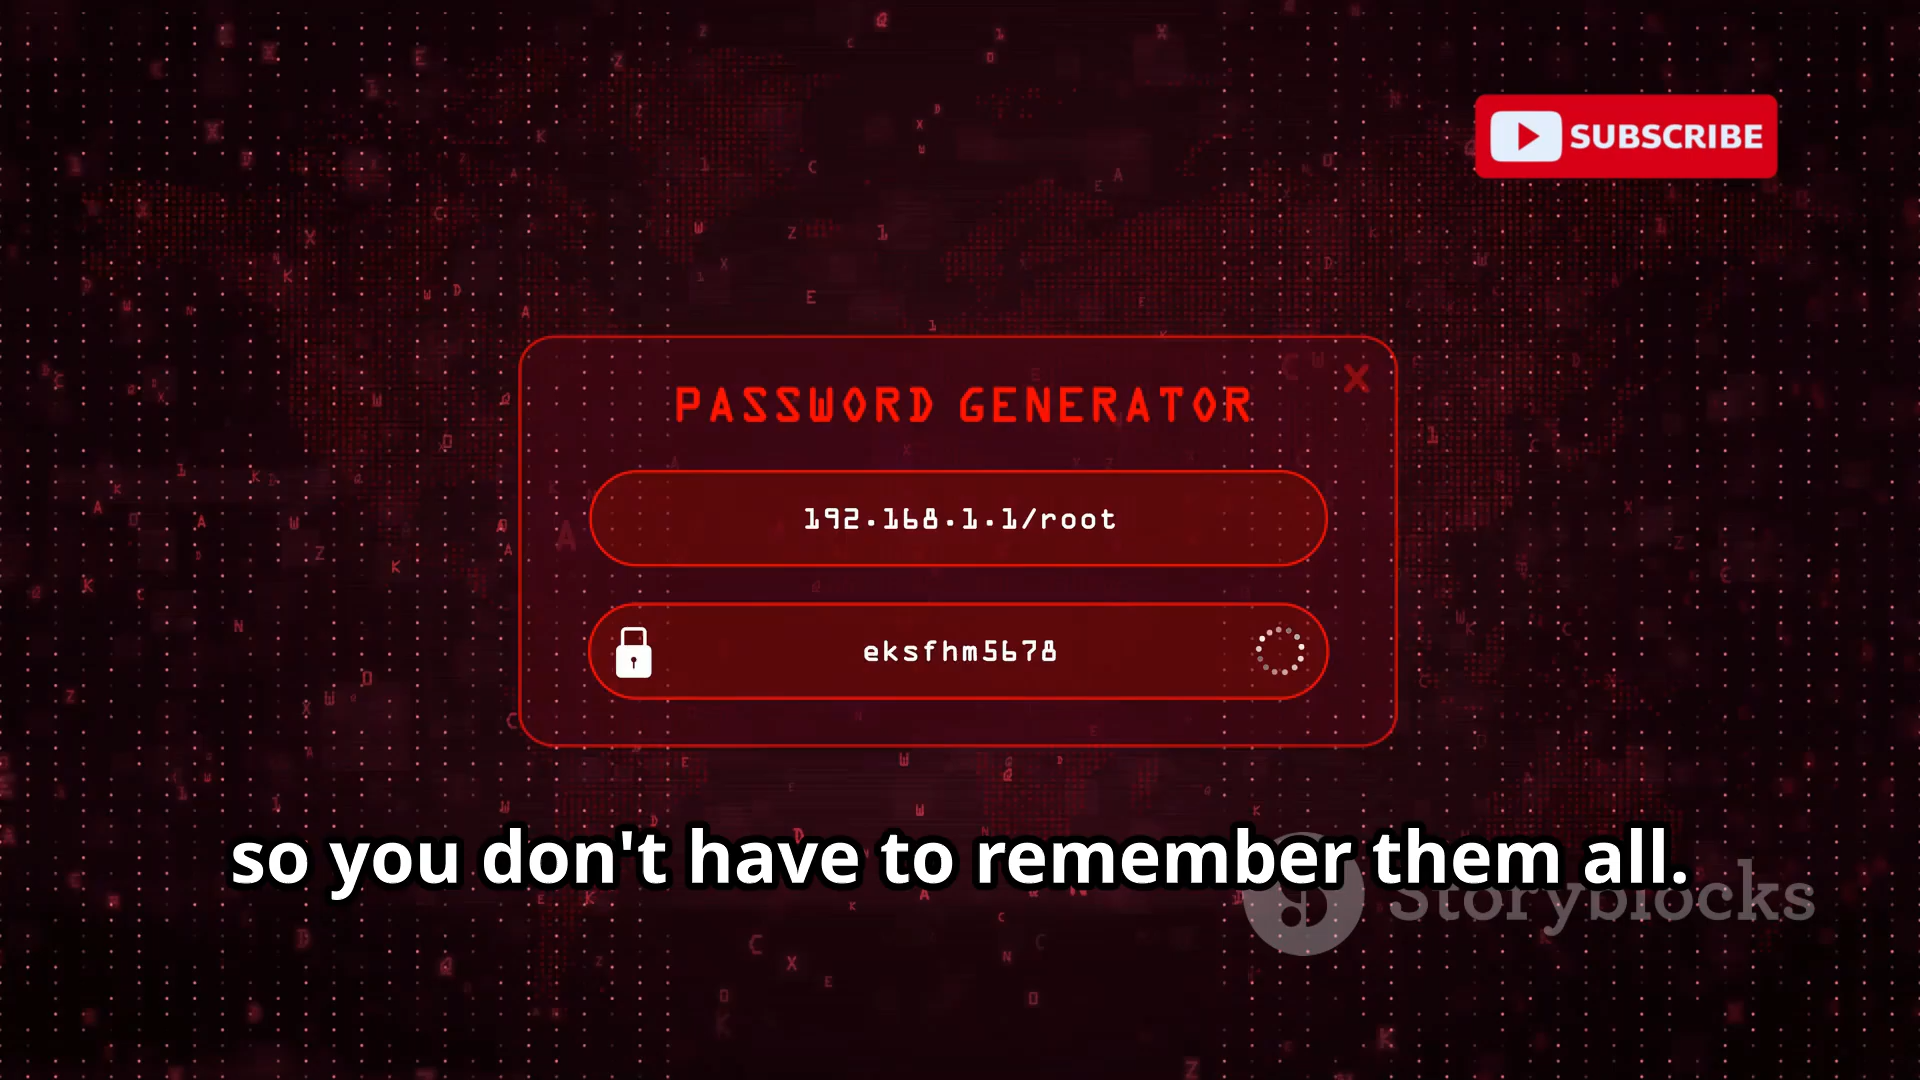 SUBSCRIBE
PASSWORD GENERATOR
X
192.168.1.1/root
eksfhm5678
so you don't have to remember them all.
Storyblocks